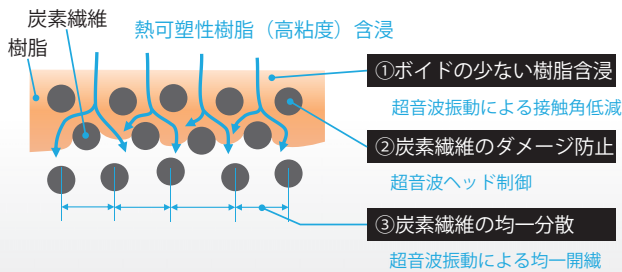 炭素繊維
樹脂
熱可塑性樹脂（高粘度）含浸
①ボイドの少ない樹脂含浸
超音波振動による接触角低減
②炭素繊維のダメージ防止
超音波ヘッド制御
③炭素繊維の均一分散
超音波振動による均一開繊